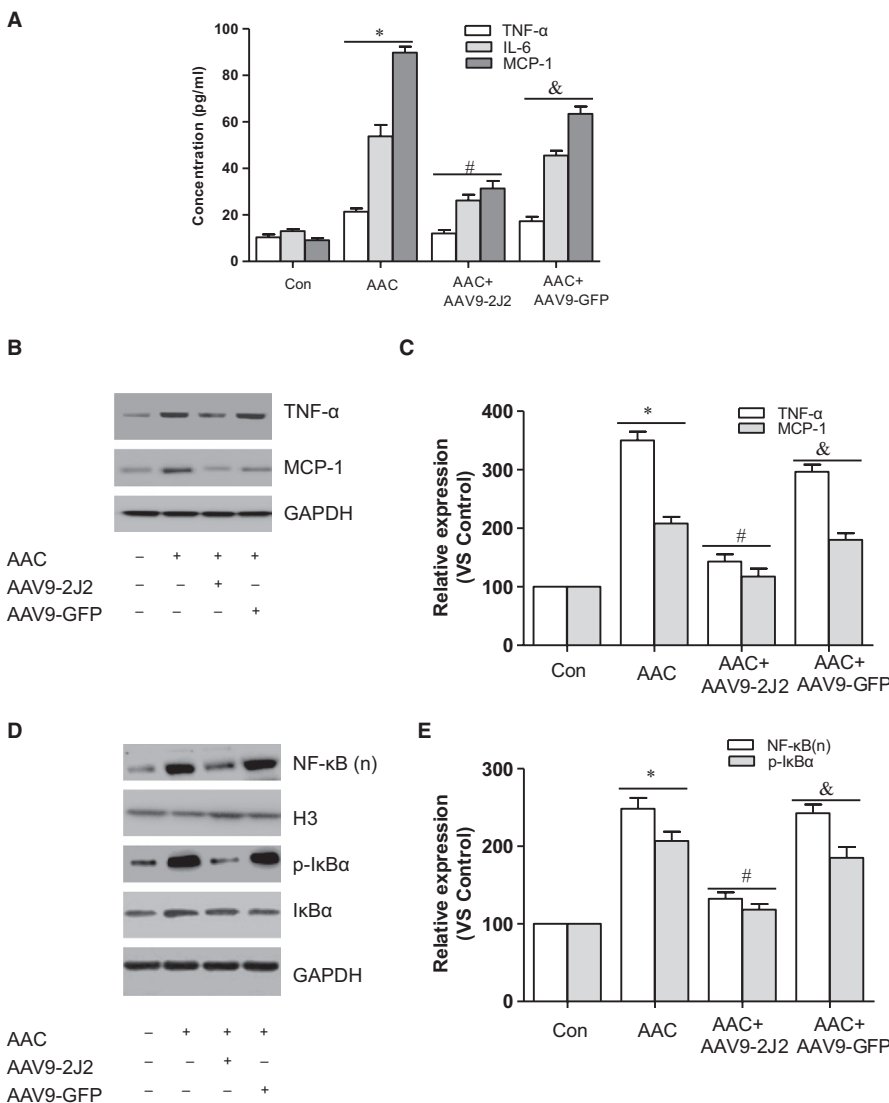 A
Concentration (pg/ml)
100
80
60
40
20
0
*
#
&
TNF-α
IL-6
MCP-1
Con
AAC
AAC+
AAV9-2J2
AAC+
AAV9-GFP
B
TNF-α
MCP-1
GAPDH
AAC – + + +
AAV9-2J2 – – + –
AAV9-GFP – – – +
C
Relative expression
(VS Control)
400
300
200
100
0
*
#
&
TNF-α
MCP-1
Con
AAC
AAC+
AAV9-2J2
AAC+
AAV9-GFP
D
NF-κB (n)
H3
p-IκBα
IκBα
GAPDH
AAC – + + +
AAV9-2J2 – – + –
AAV9-GFP – – – +
E
Relative expression
(VS Control)
300
200
100
0
*
#
&
NF-κB(n)
p-IκBα
Con
AAC
AAC+
AAV9-2J2
AAC+
AAV9-GFP